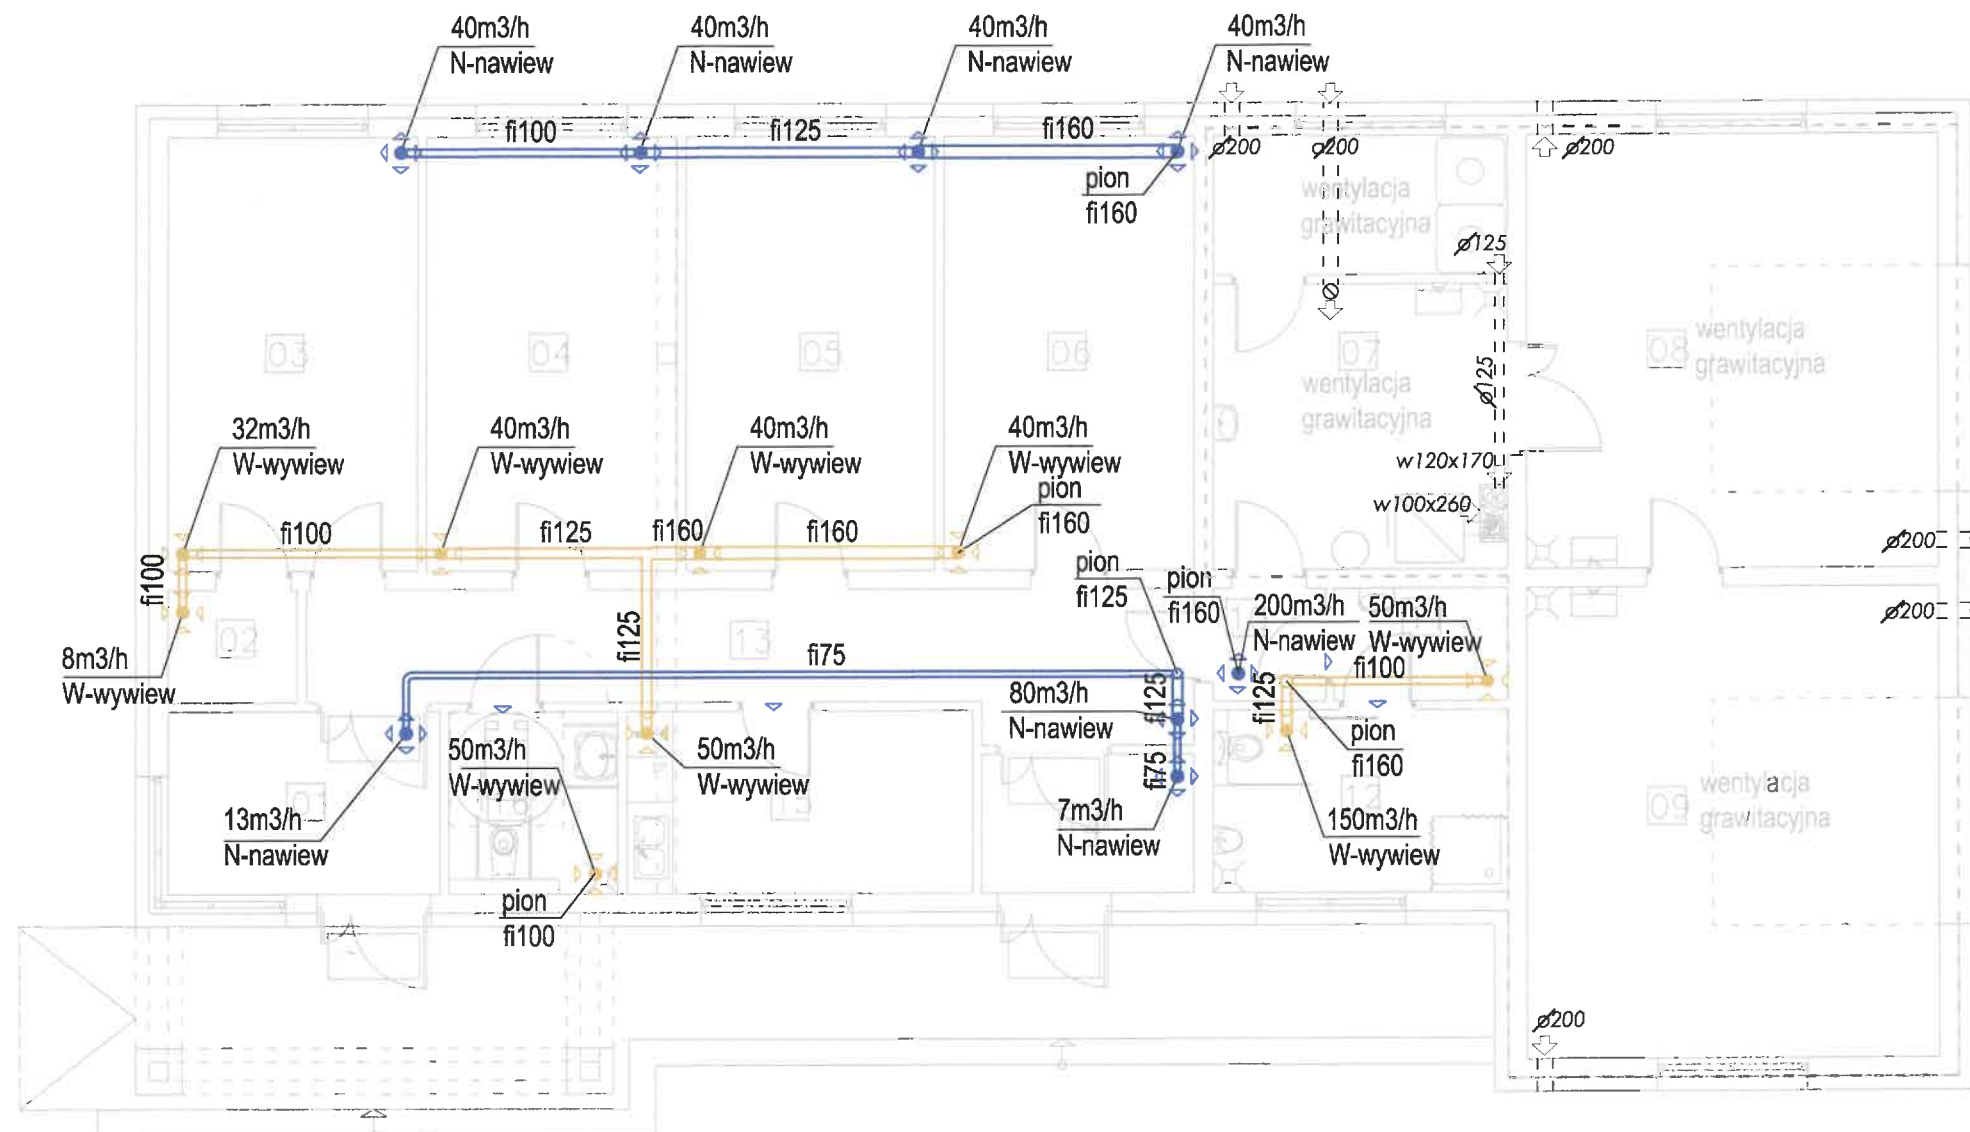 40m3/h
N-nawiew
40m3/h
N-nawiew
40m3/h
N-nawiew
40m3/h
N-nawiew
fi100
fi125
fi160
ø200
ø200
ø200
pion
fi160
wentylacja
grawitacyjna
ø125
03
04
05
06
07
wentylacja
grawitacyjna
08
wentylacja
grawitacyjna
ø125
32m3/h
W-wywiew
40m3/h
W-wywiew
40m3/h
W-wywiew
40m3/h
W-wywiew
pion
fi160
w120x170
w100x260
fi100
fi125
fi160
fi160
fi100
ø200
pion
fi125
pion
fi160
200m3/h
N-nawiew
50m3/h
W-wywiew
ø200
02
fi125
13
fi75
fi100
8m3/h
W-wywiew
80m3/h
N-nawiew
fi125
fi125
50m3/h
W-wywiew
50m3/h
W-wywiew
pion
fi160
fi75
01
12
09
wentylacja
grawitacyjna
13m3/h
N-nawiew
7m3/h
N-nawiew
150m3/h
W-wywiew
pion
fi100
ø200